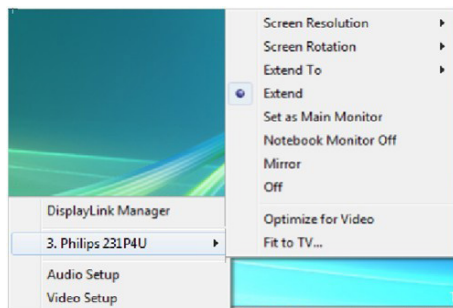 Screen Resolution
Screen Rotation
Extend To
Extend
Set as Main Monitor
Notebook Monitor Off
Mirror
Off
Optimize for Video
Fit to TV...
DisplayLink Manager
3. Philips 231P4U
Audio Setup
Video Setup